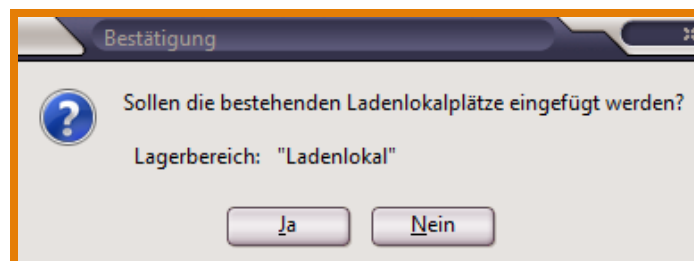 Bestätigung
Sollen die bestehenden Ladenlokalplätze eingefügt werden?
Lagerbereich: "Ladenlokal"
Ja Nein